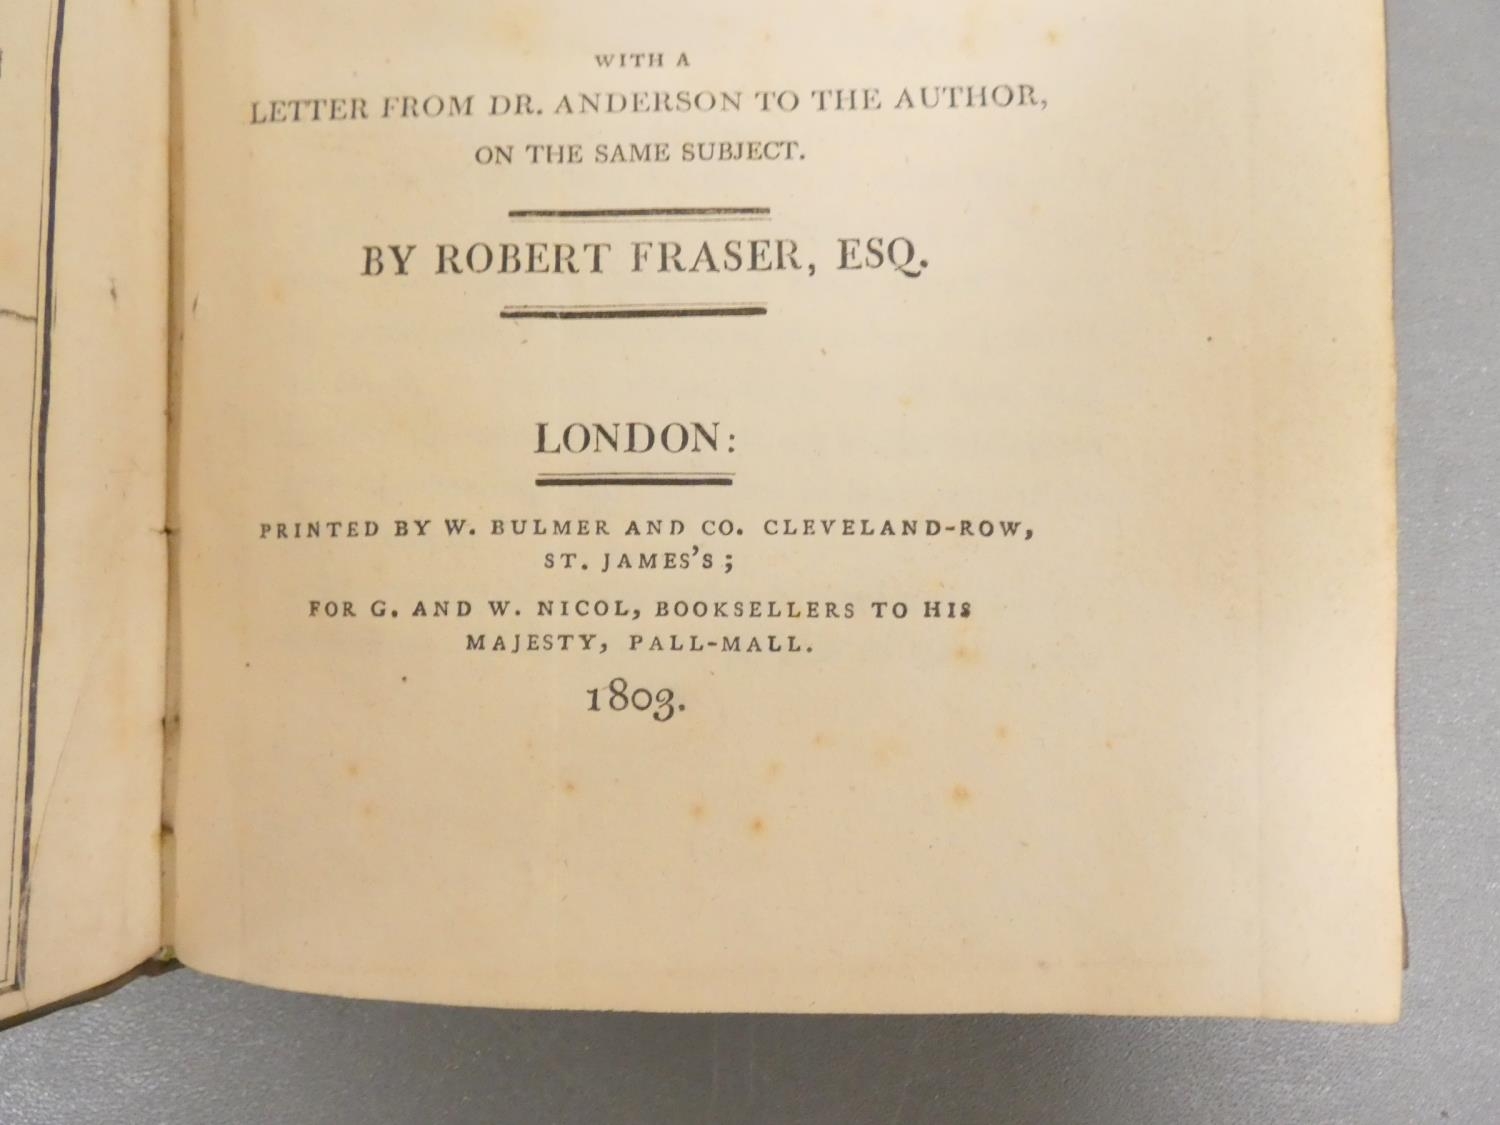 WITH A
LETTER FROM DR. ANDERSON TO THE AUTHOR,
ON THE SAME SUBJECT.
BY ROBERT FRASER, ESQ.
LONDON:
PRINTED BY W. BULMER AND CO. CLEVELAND-ROW,
ST. JAMES'S;
FOR G. AND W. NICOL, BOOKSELLERS TO HIS
MAJESTY, PALL-MALL.
1803.